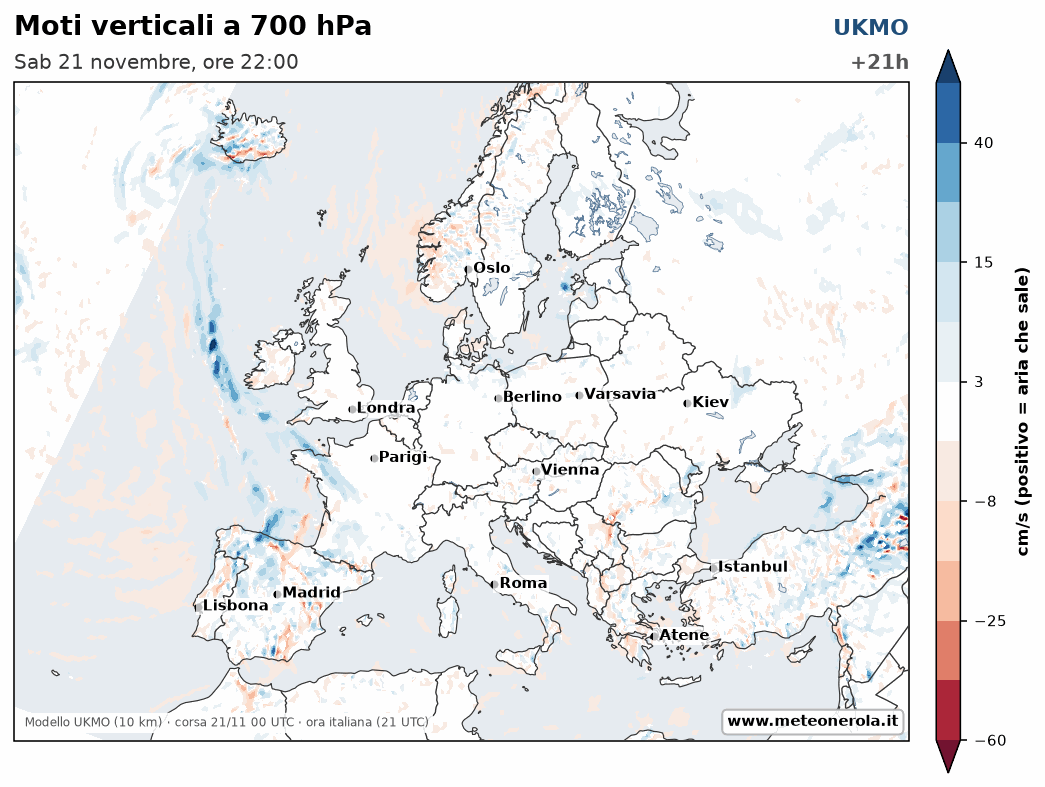 Moti verticali a 700 hPa
UKMO
Sab 21 novembre, ore 22:00
+21h
40
15
3
−8
−25
−60
cm/s (positivo = aria che sale)
Oslo
Londra
Berlino
Varsavia
Kiev
Parigi
Vienna
Istanbul
Roma
Madrid
Lisbona
Atene
Modello UKMO (10 km) · corsa 21/11 00 UTC · ora italiana (21 UTC)
www.meteonerola.it